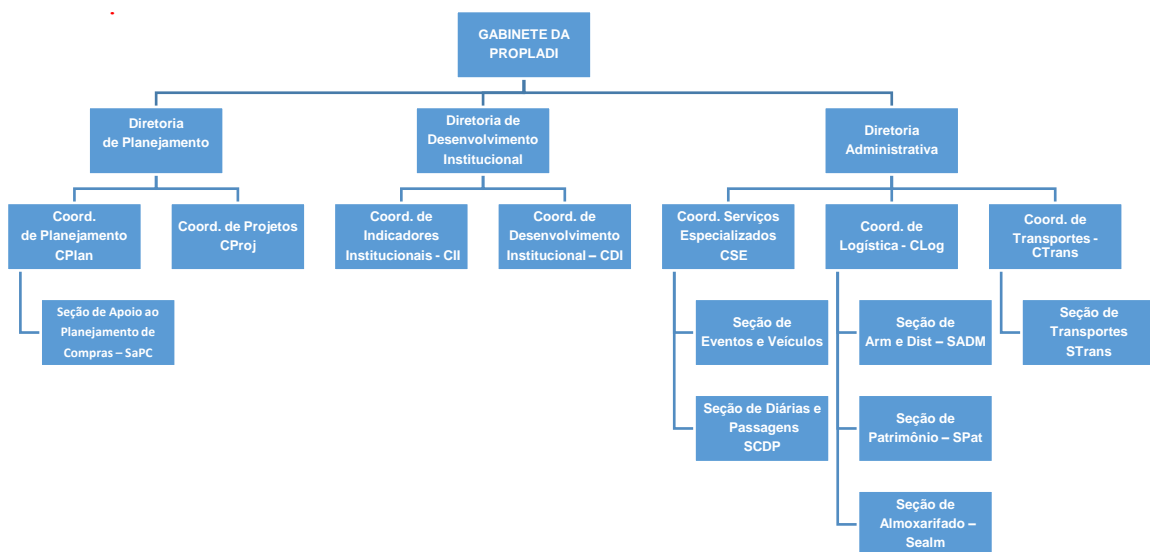 GABINETE DA
PROPLADI
Diretoria
de Planejamento
Diretoria de
Desenvolvimento
Institucional
Diretoria
Administrativa
Coord.
de Planejamento
CPlan
Coord. de Projetos
CProj
Coord. de
Indicadores
Institucionais - CII
Coord. de
Desenvolvimento
Institucional – CDI
Coord. Serviços
Especializados
CSE
Coord. de
Logística - CLog
Coord. de
Transportes -
CTrans
Seção de Apoio ao
Planejamento de
Compras – SaPC
Seção de
Eventos e Veículos
Seção de
Arm e Dist – SADM
Seção de
Transportes
STrans
Seção de Diárias e
Passagens
SCDP
Seção de
Patrimônio – SPat
Seção de
Almoxarifado –
Sealm